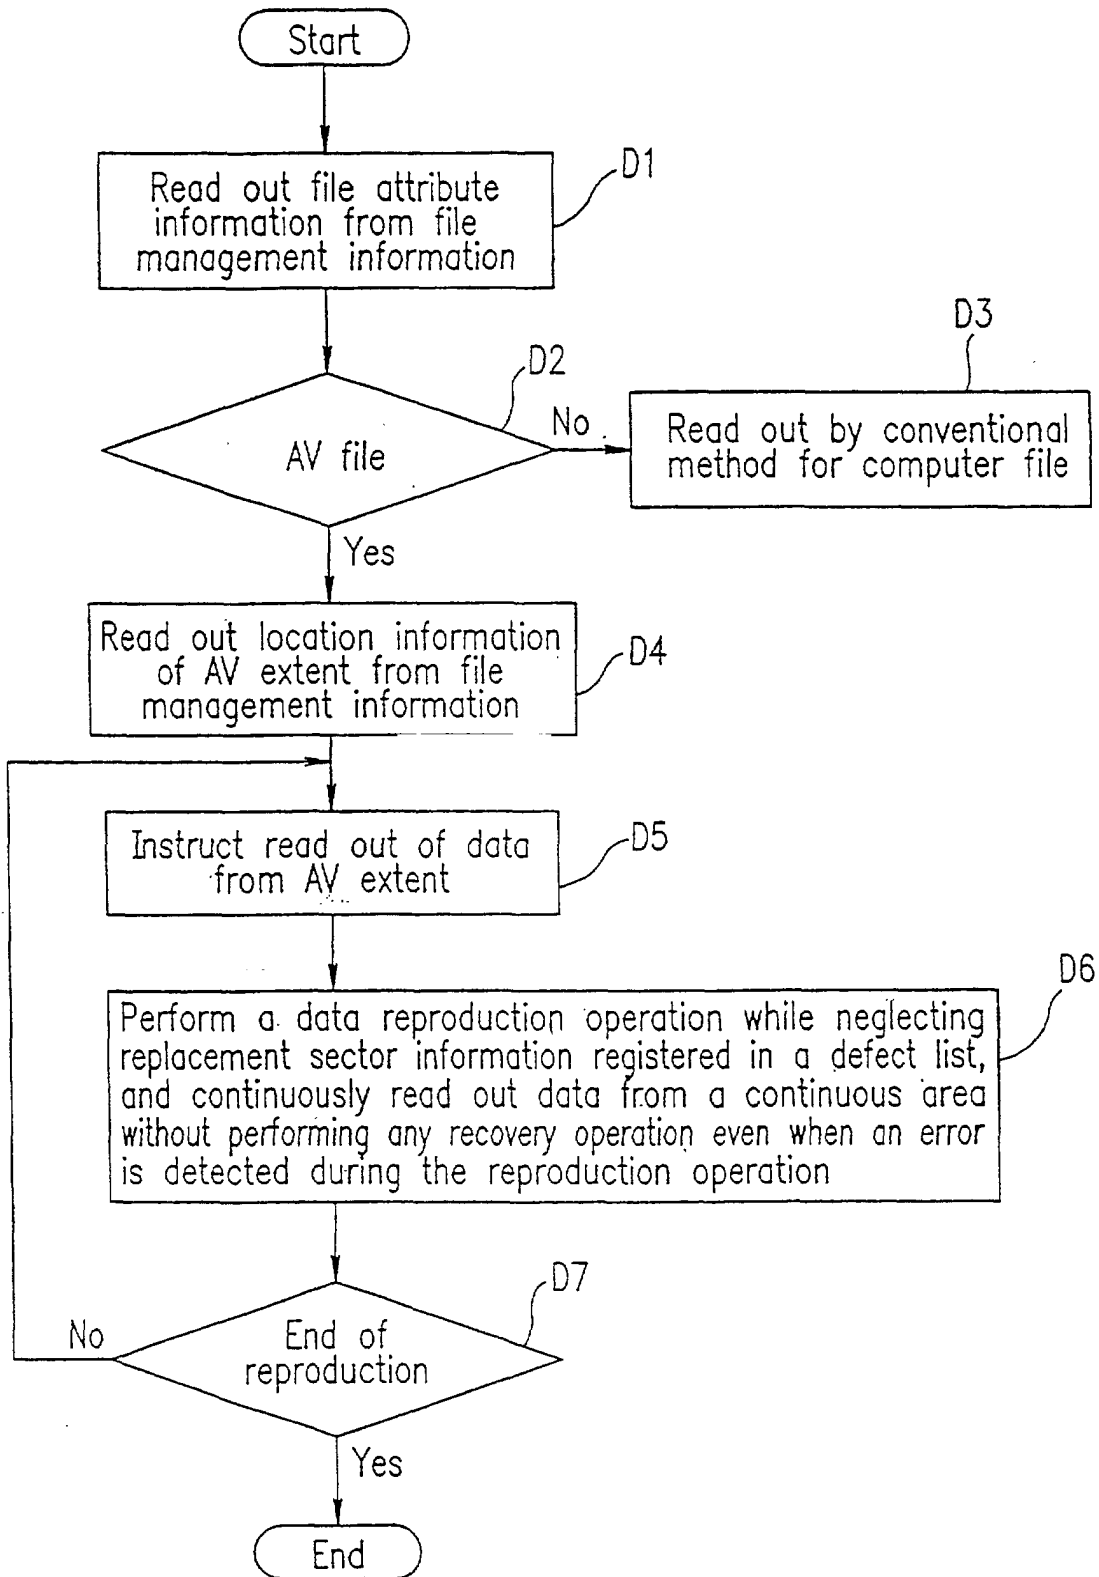 Start
Read out file attribute
information from file
management information
D1
D2
AV file
No
D3
Read out by conventional
method for computer file
Yes
Read out location information
of AV extent from file
management information
D4
Instruct read out of data
from AV extent
D5
Perform a data reproduction operation while neglecting
replacement sector information registered in a defect list,
and continuously read out data from a continuous area
without performing any recovery operation even when an error
is detected during the reproduction operation
D6
D7
End of
reproduction
No
Yes
End